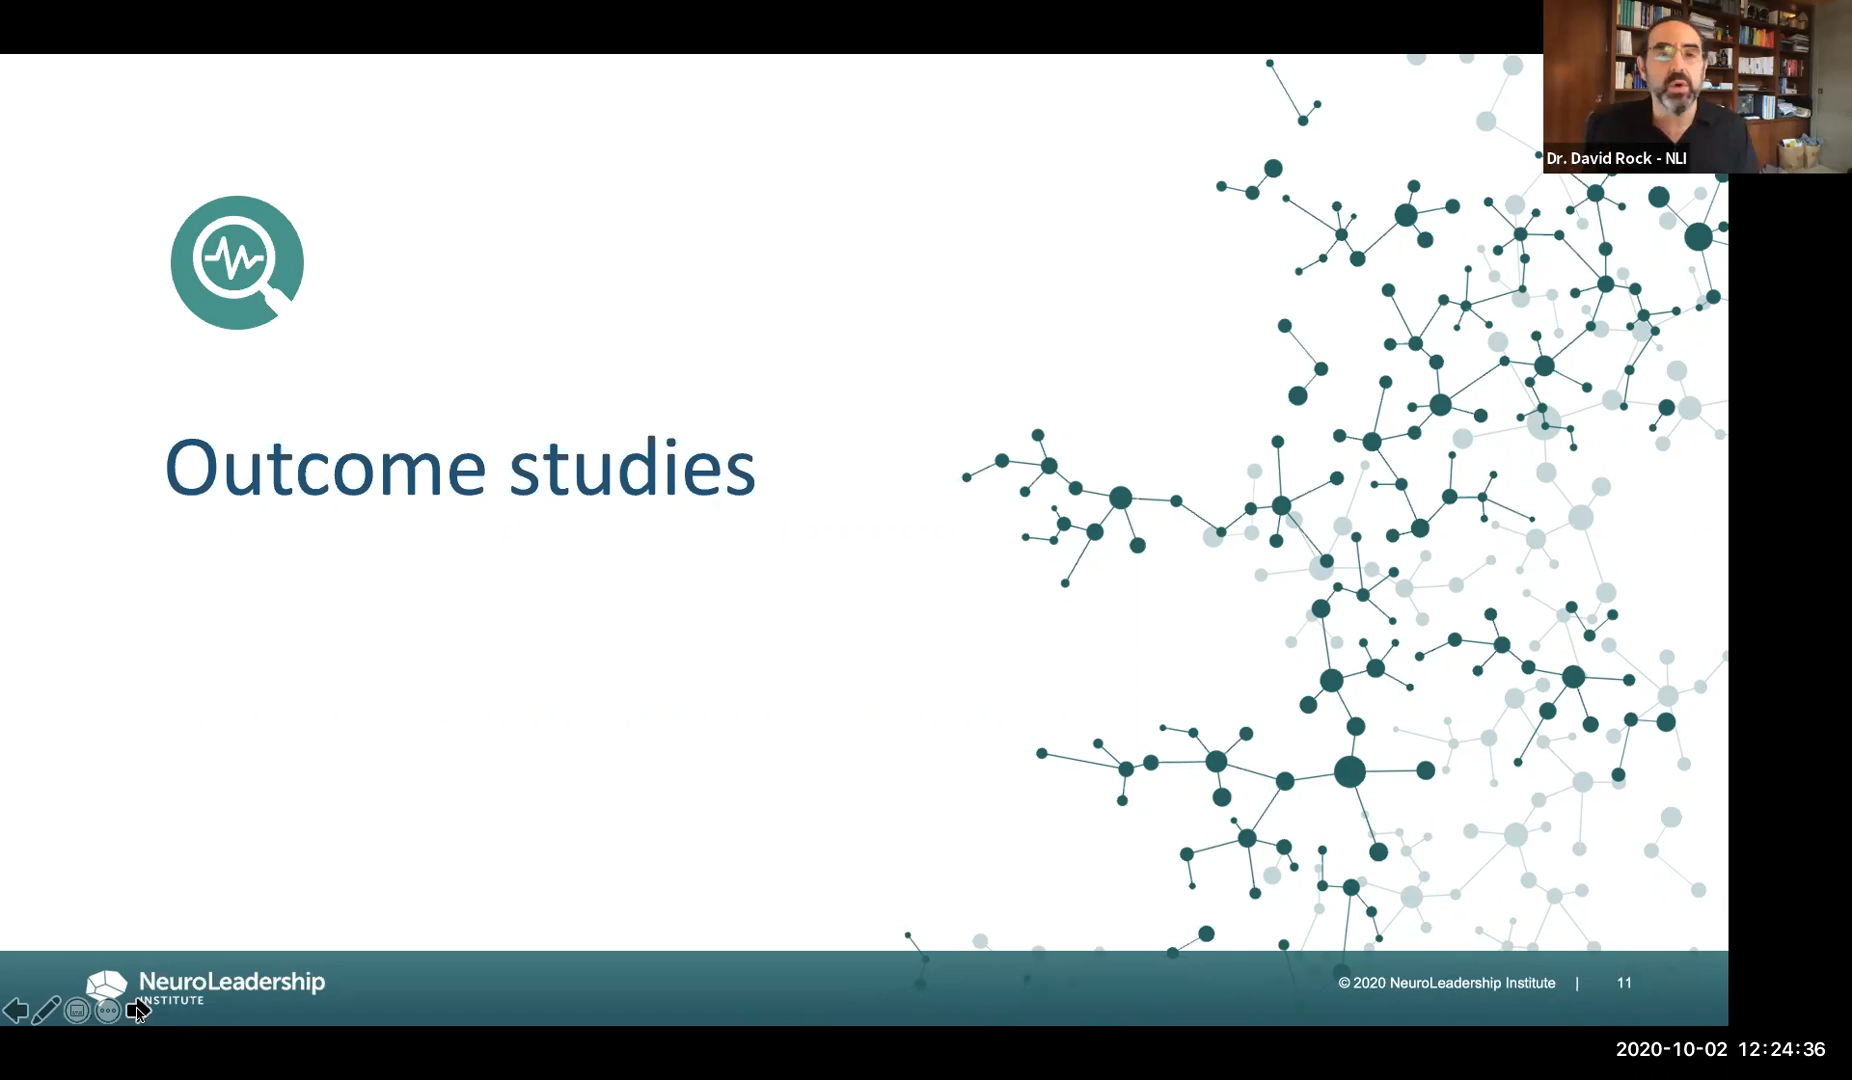 Dr. David Rock - NLI
Outcome studies
NeuroLeadership
INSTITUTE
© 2020 NeuroLeadership Institute | 11
2020-10-02 12:24:36